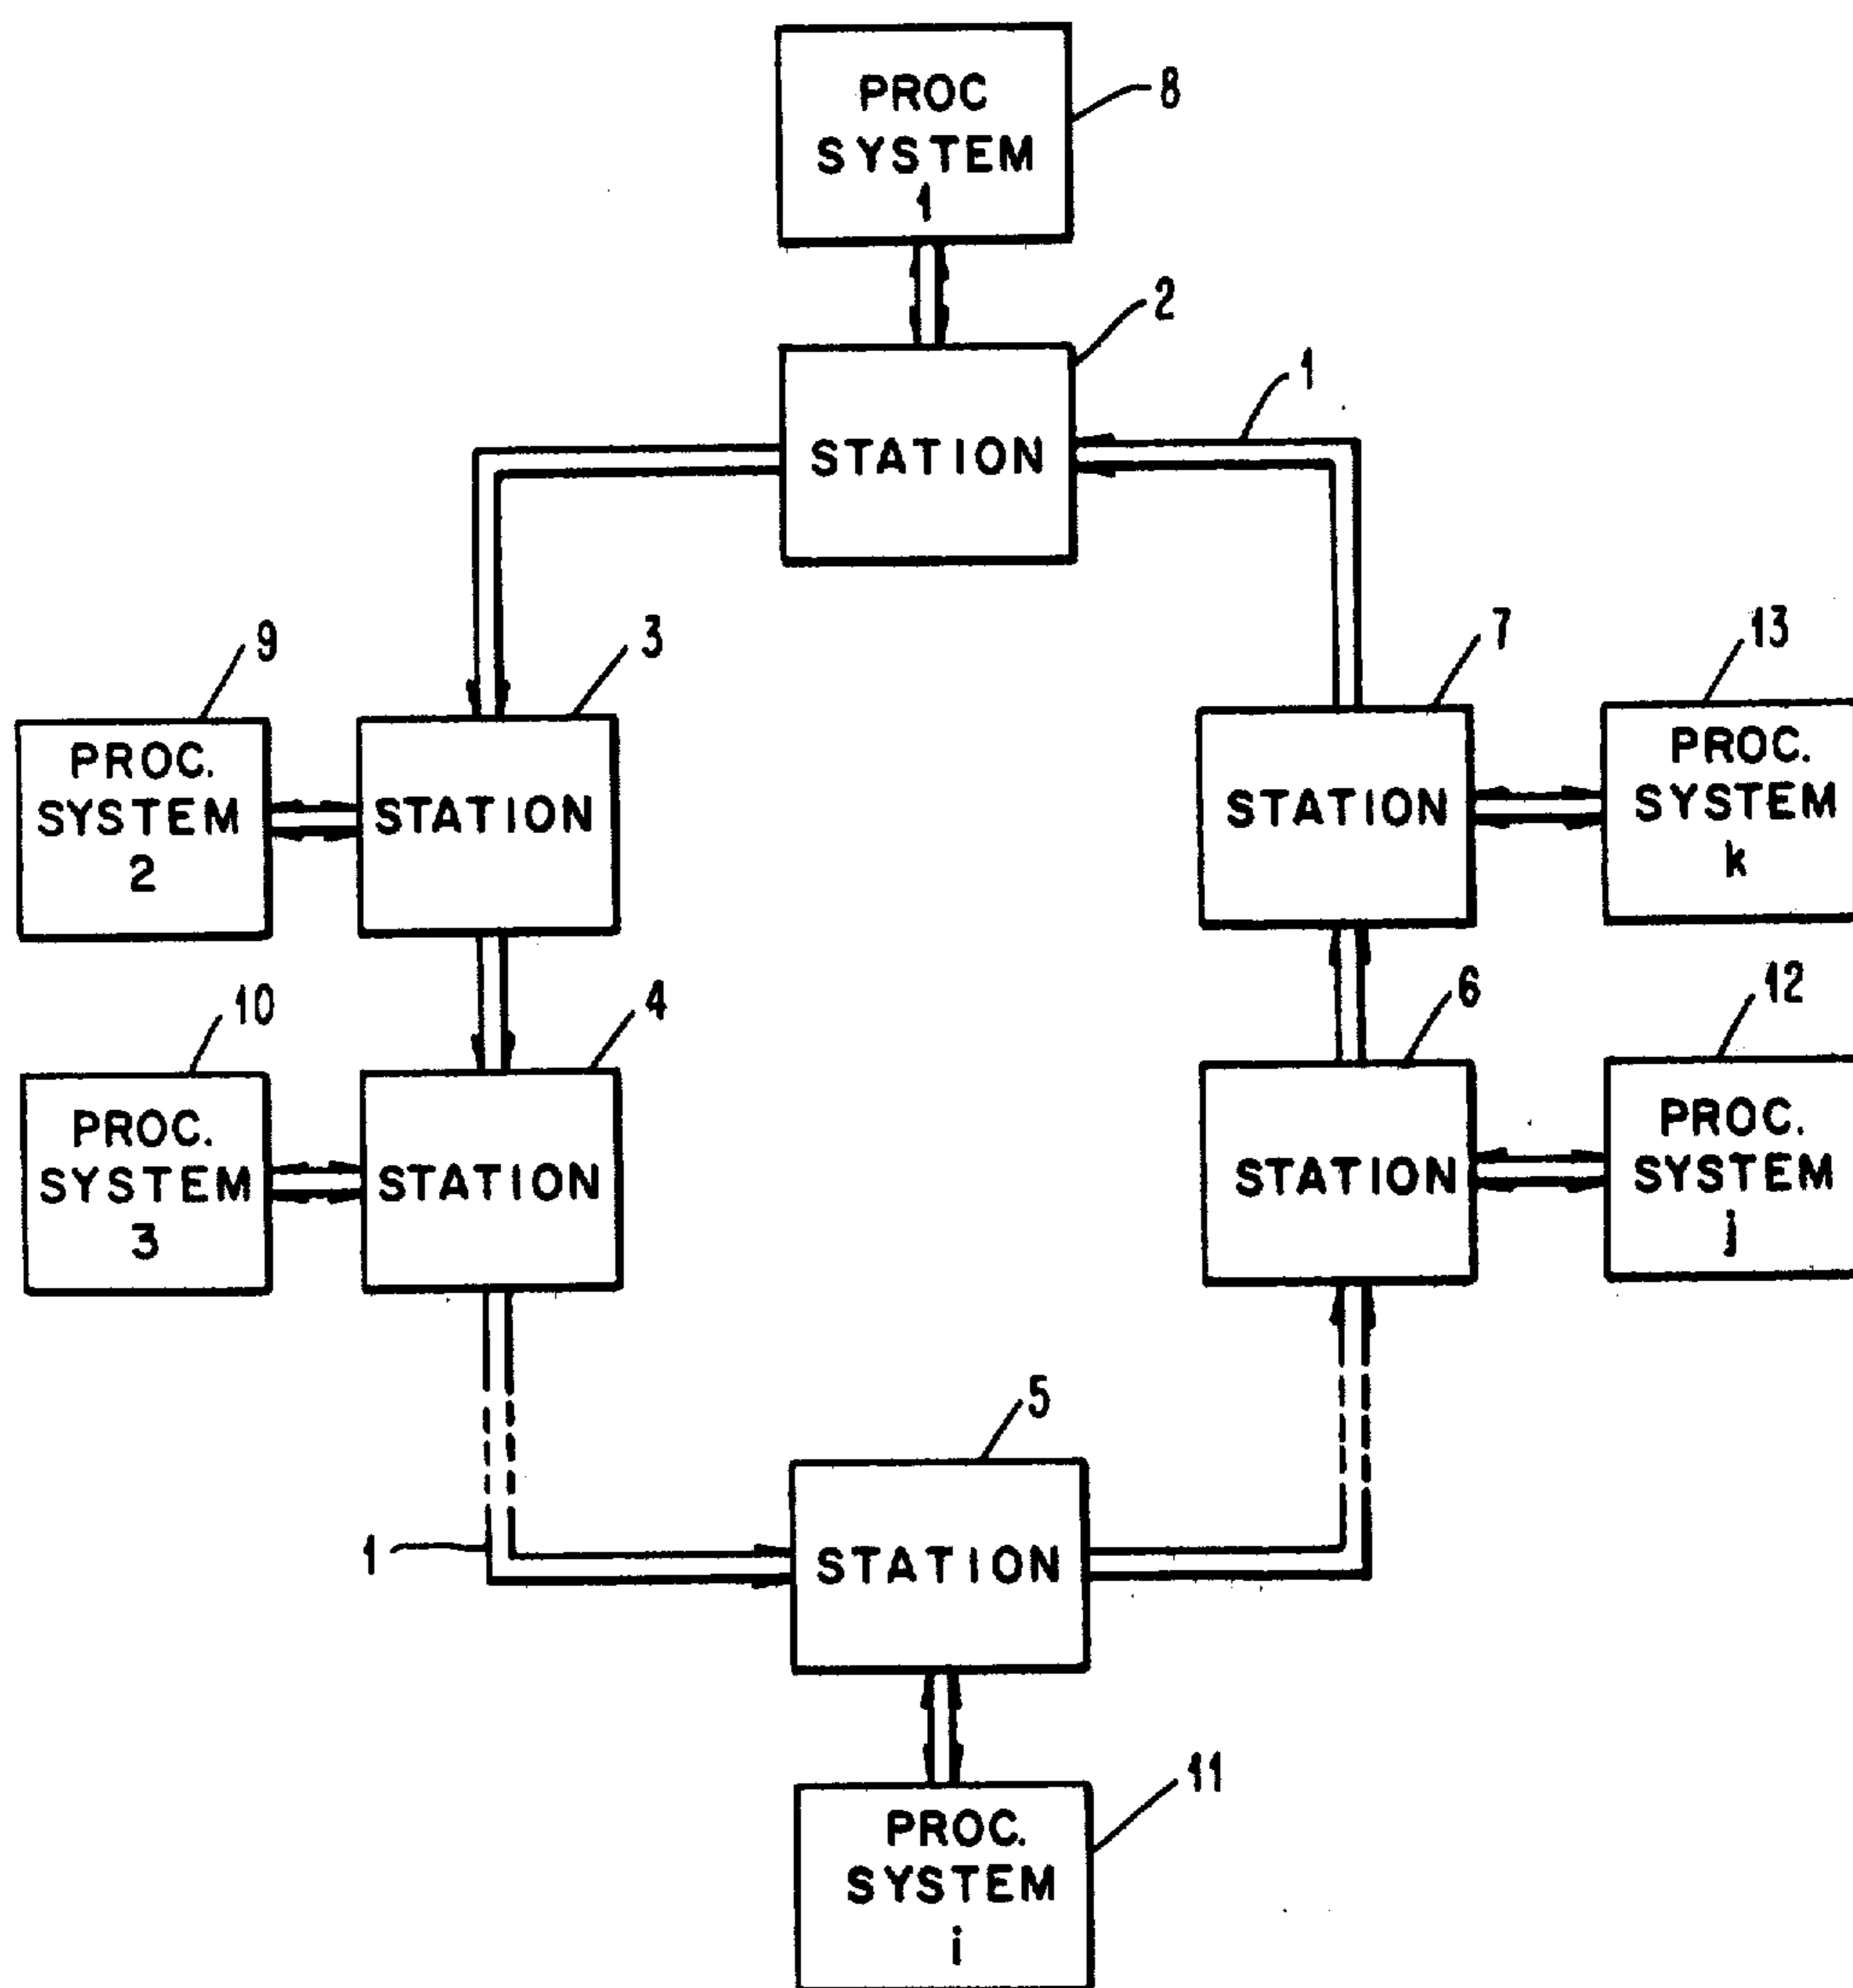 PROC
SYSTEM
1
8
2
STATION
1
9
3
7
13
PROC.
SYSTEM
2
STATION
STATION
PROC.
SYSTEM
k
10
4
6
12
PROC.
SYSTEM
3
STATION
STATION
PROC.
SYSTEM
j
5
1
STATION
11
PROC.
SYSTEM
i